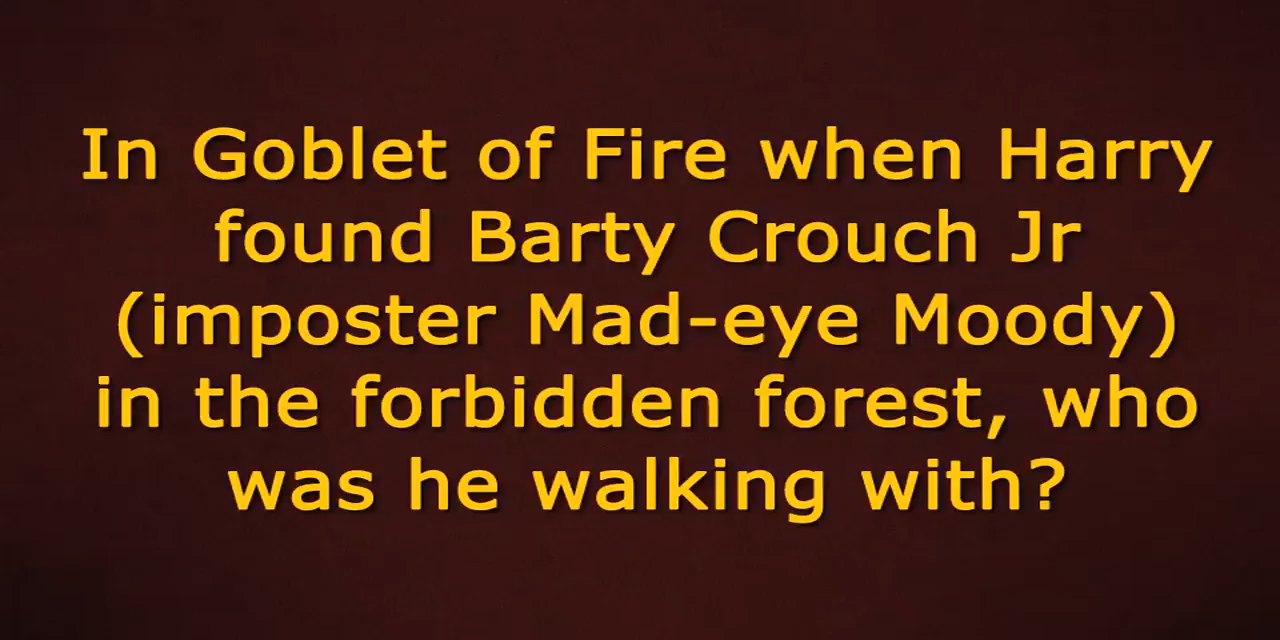 In Goblet of Fire when Harry
found Barty Crouch Jr
(imposter Mad-eye Moody)
in the forbidden forest, who
was he walking with?